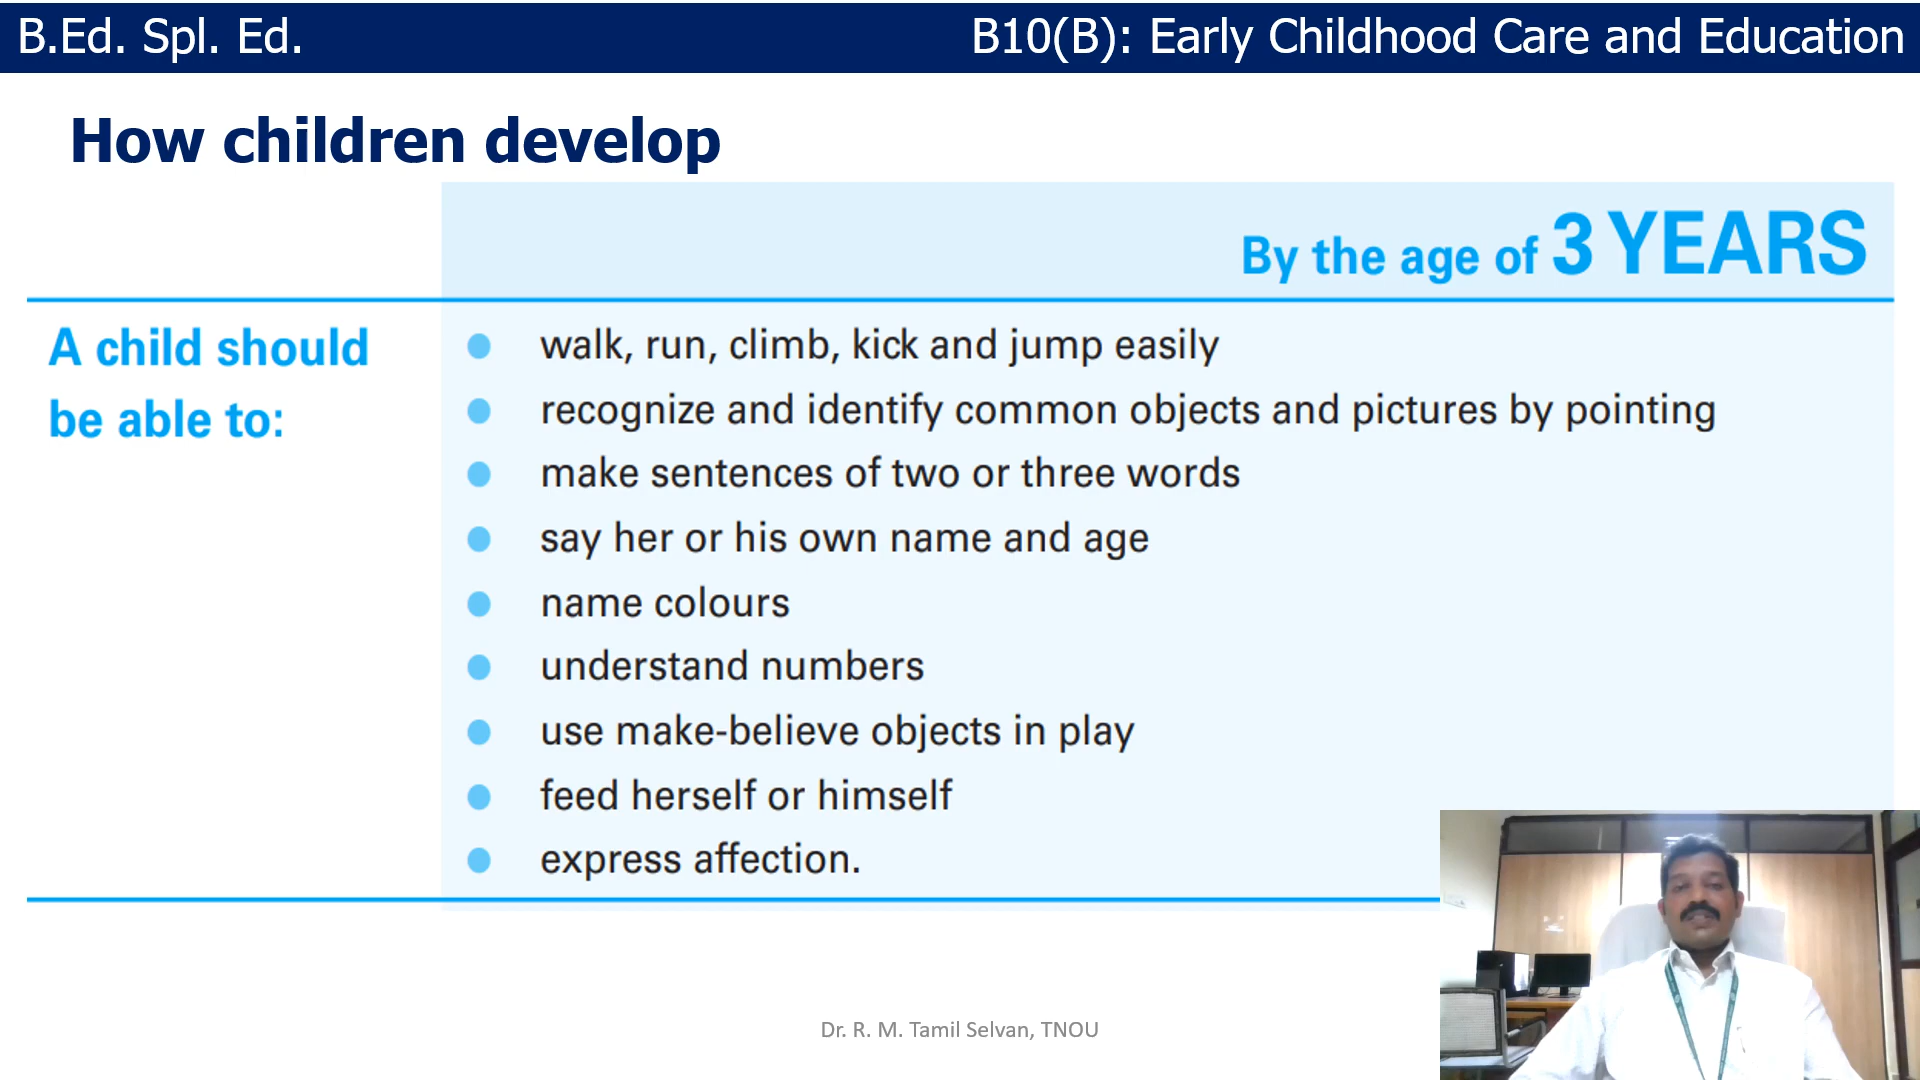 B.Ed. Spl. Ed.
B10(B): Early Childhood Care and Education
How children develop
By the age of 3 YEARS
A child should
be able to:
walk, run, climb, kick and jump easily
recognize and identify common objects and pictures by pointing
make sentences of two or three words
say her or his own name and age
name colours
understand numbers
use make-believe objects in play
feed herself or himself
express affection.
Dr. R. M. Tamil Selvan, TNOU